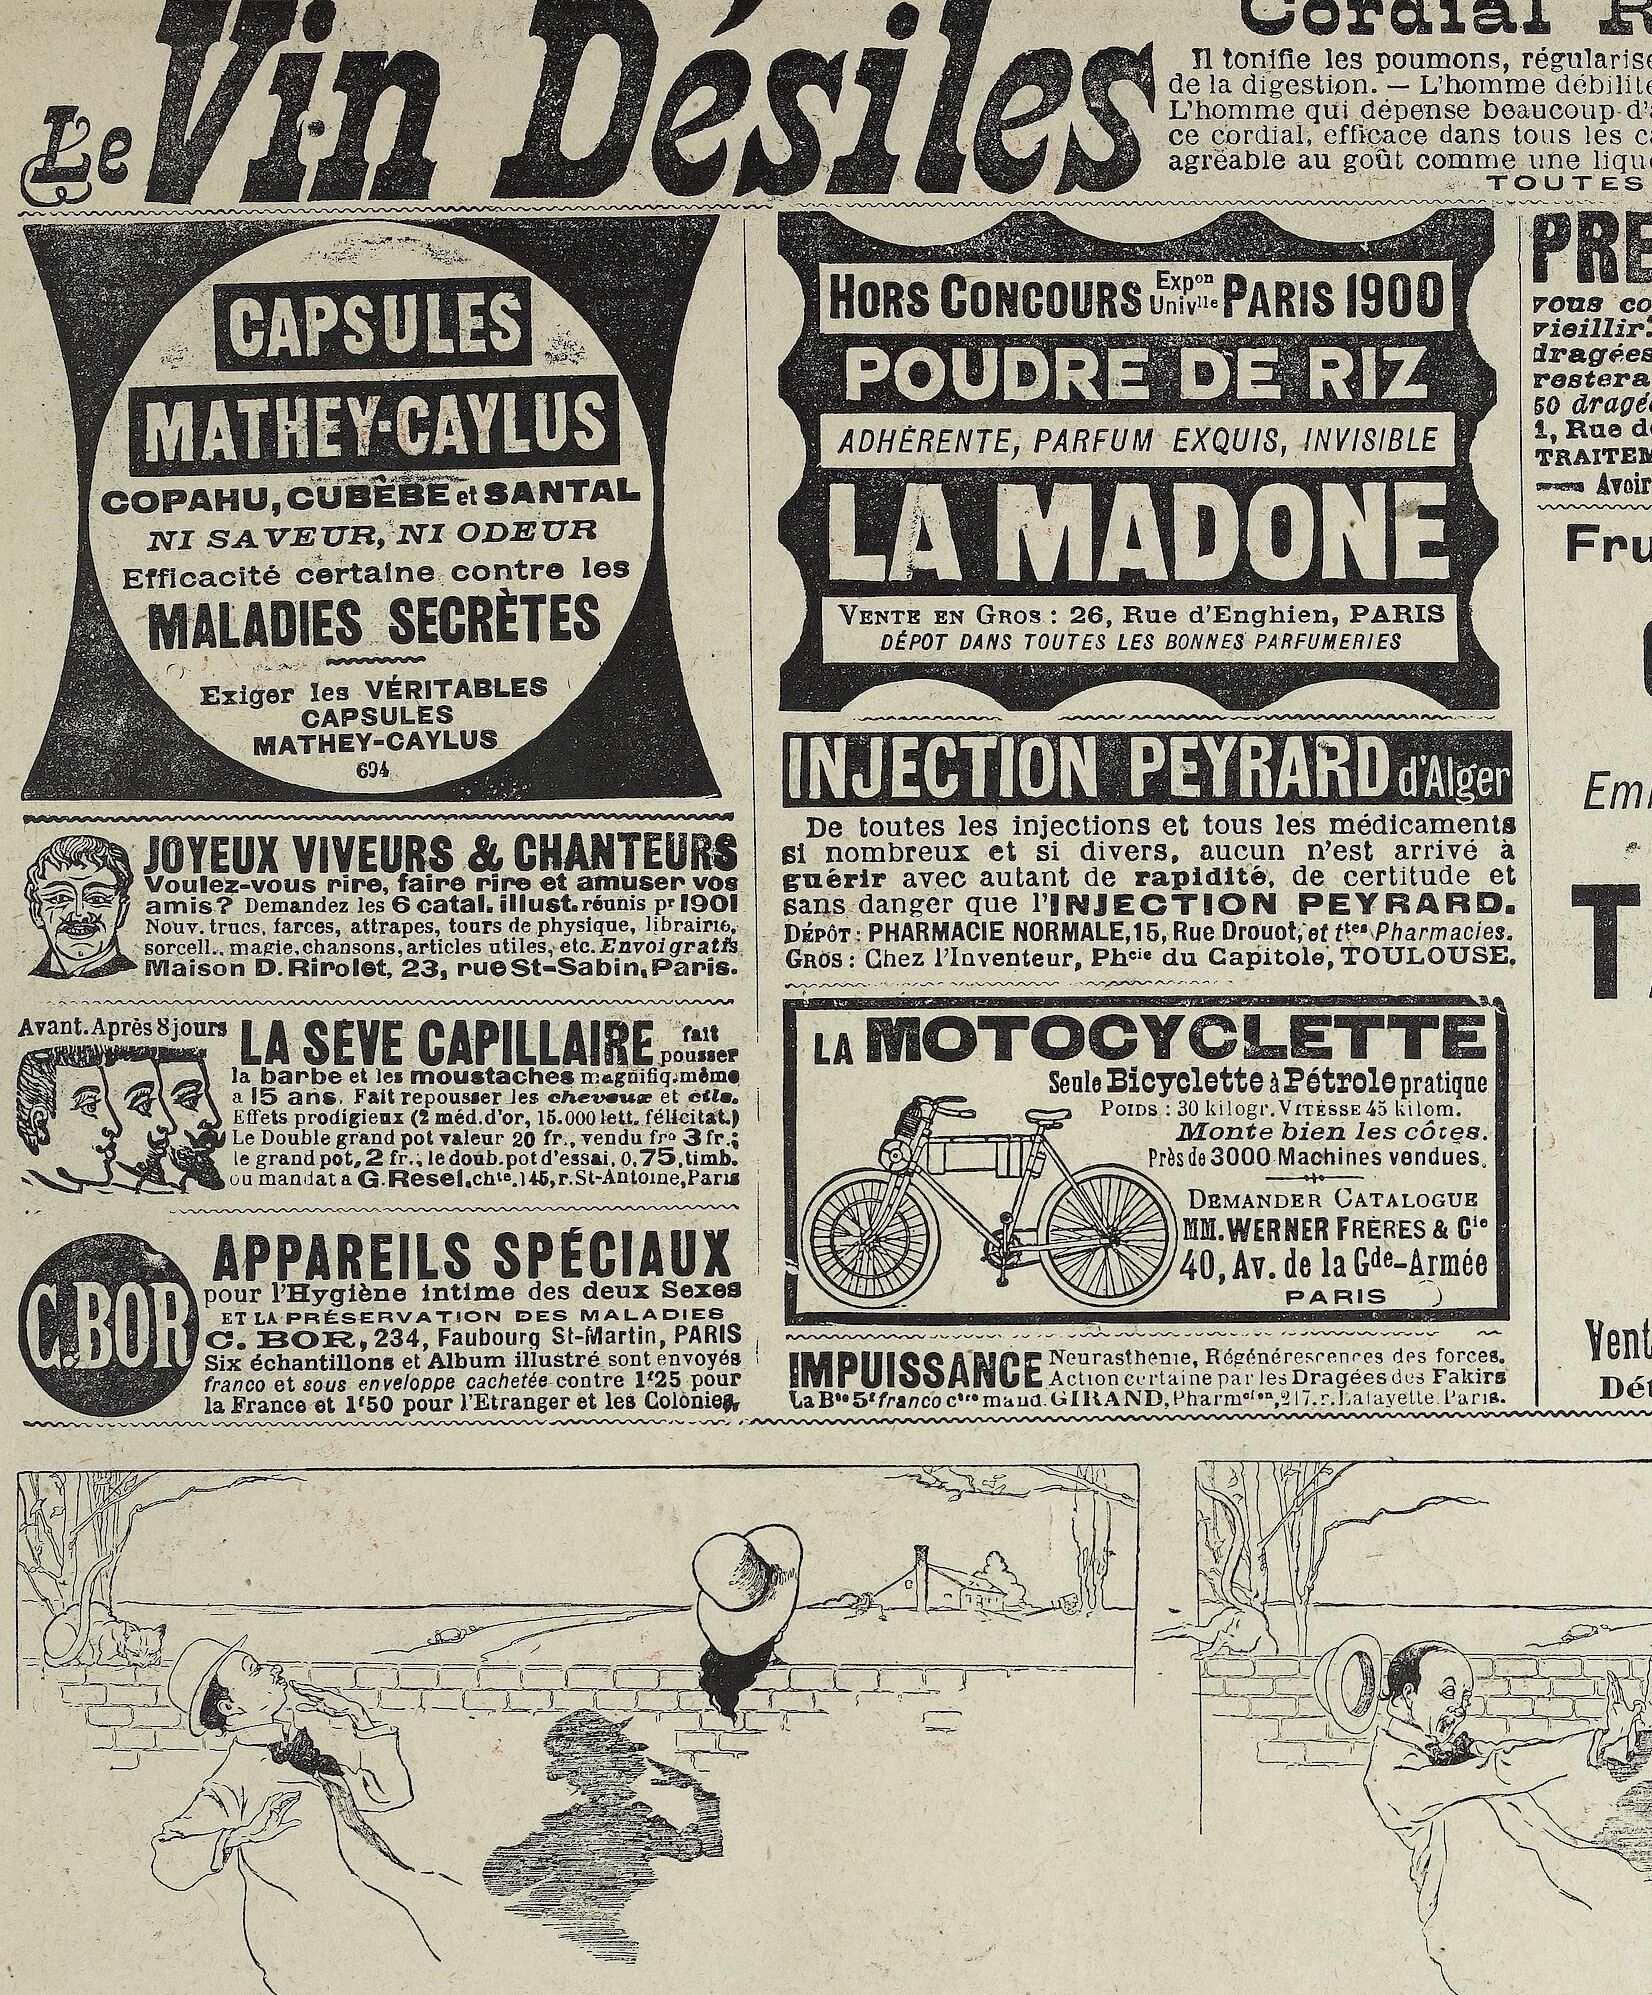 Le Vin Désiles
Cordial R
Il tonifie les poumons, régularise
de la digestion. — L'homme débilité
L'homme qui dépense beaucoup d'a
ce cordial, efficace dans tous les ca
agréable au goût comme une lique
TOUTES
CAPSULES
MATHEY-CAYLUS
COPAHU, CUBÈBE et SANTAL
NI SAVEUR, NI ODEUR
Efficacité certaine contre les
MALADIES SECRÈTES
Exiger les VÉRITABLES
CAPSULES
MATHEY-CAYLUS
694
JOYEUX VIVEURS & CHANTEURS
Voulez-vous rire, faire rire et amuser vos
amis? Demandez les 6 catal. illust. réunis pr 1901
Nouv. trucs, farces, attrapes, tours de physique, librairie,
sorcell., magie, chansons, articles utiles, etc. Envoi gratis
Maison D. Rirolet, 23, rue St-Sabin, Paris.
Avant. Après 8 jours
LA SÈVE CAPILLAIRE fait
pousser
la barbe et les moustaches magnifiq. même
a 15 ans. Fait repousser les cheveux et cils.
Effets prodigieux (2 méd. d'or, 15.000 lett. félicitat.)
Le Double grand pot valeur 20 fr., vendu fro 3 fr.;
le grand pot, 2 fr.; le doub. pot d'essai, 0,75, timb.
ou mandat a G. Resel, chte, 145, r. St-Antoine, Paris
C. BOR
APPAREILS SPÉCIAUX
pour l'Hygiène intime des deux Sexes
ET LA PRÉSERVATION DES MALADIES
C. BOR, 234, Faubourg St-Martin, PARIS
Six échantillons et Album illustré sont envoyés
franco et sous enveloppe cachetée contre 1f25 pour
la France et 1f50 pour l'Etranger et les Colonies.
HORS CONCOURS Expon Univlle PARIS 1900
POUDRE DE RIZ
ADHÉRENTE, PARFUM EXQUIS, INVISIBLE
LA MADONE
VENTE EN GROS : 26, Rue d'Enghien, PARIS
DÉPOT DANS TOUTES LES BONNES PARFUMERIES
INJECTION PEYRARD d'Alger
De toutes les injections et tous les médicaments
si nombreux et si divers, aucun n'est arrivé à
guérir avec autant de rapidité, de certitude et
sans danger que l'INJECTION PEYRARD.
DÉPÔT : PHARMACIE NORMALE, 15, Rue Drouot, et ttes Pharmacies.
GROS : Chez l'Inventeur, Phcie du Capitole, TOULOUSE.
LA MOTOCYCLETTE
Seule Bicyclette à Pétrole pratique
POIDS : 30 kilogr. VITESSE 45 kilom.
Monte bien les côtes.
Près de 3000 Machines vendues.
DEMANDER CATALOGUE
MM. WERNER FRÈRES & Cie
40, Av. de la Gde-Armée
PARIS
IMPUISSANCE Neurasthénie, Régénérescences des forces.
Action certaine par les Dragées des Fakirs
La Bte 5f franco ctre mand. GIRAND, Pharmcien, 217, r. Lafayette, Paris.
PRE
vous co
vieillir.
dragées
restera
50 dragé
1, Rue de
TRAITEM
— Avoir
Fru
Em
T
T
Vent
Dét